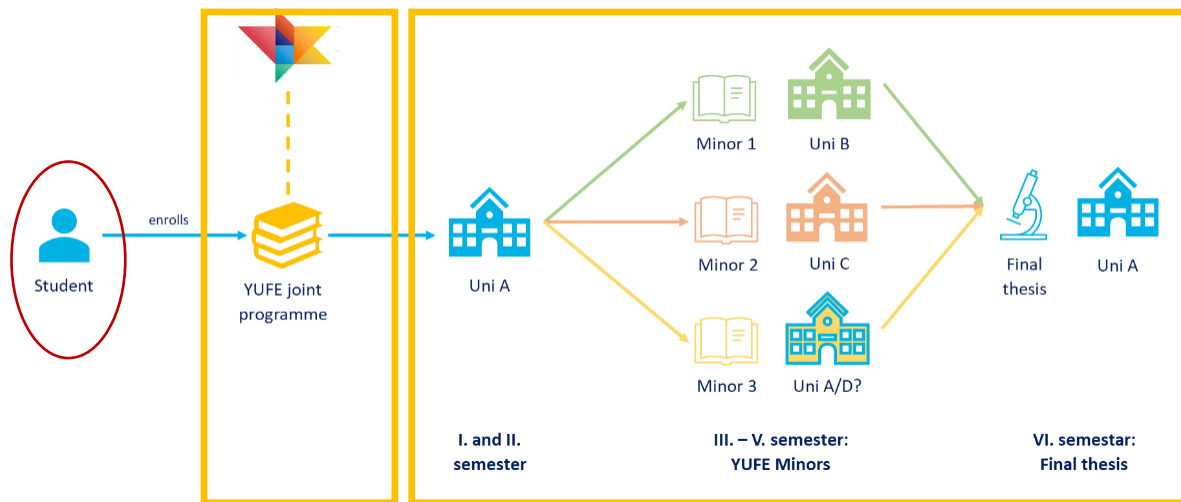 enrolls
Student
YUFE joint
programme
Uni A
Minor 1
Uni B
Minor 2
Uni C
Minor 3
Uni A/D?
Final
thesis
Uni A
I. and II.
semester
III. – V. semester:
YUFE Minors
VI. semestar:
Final thesis